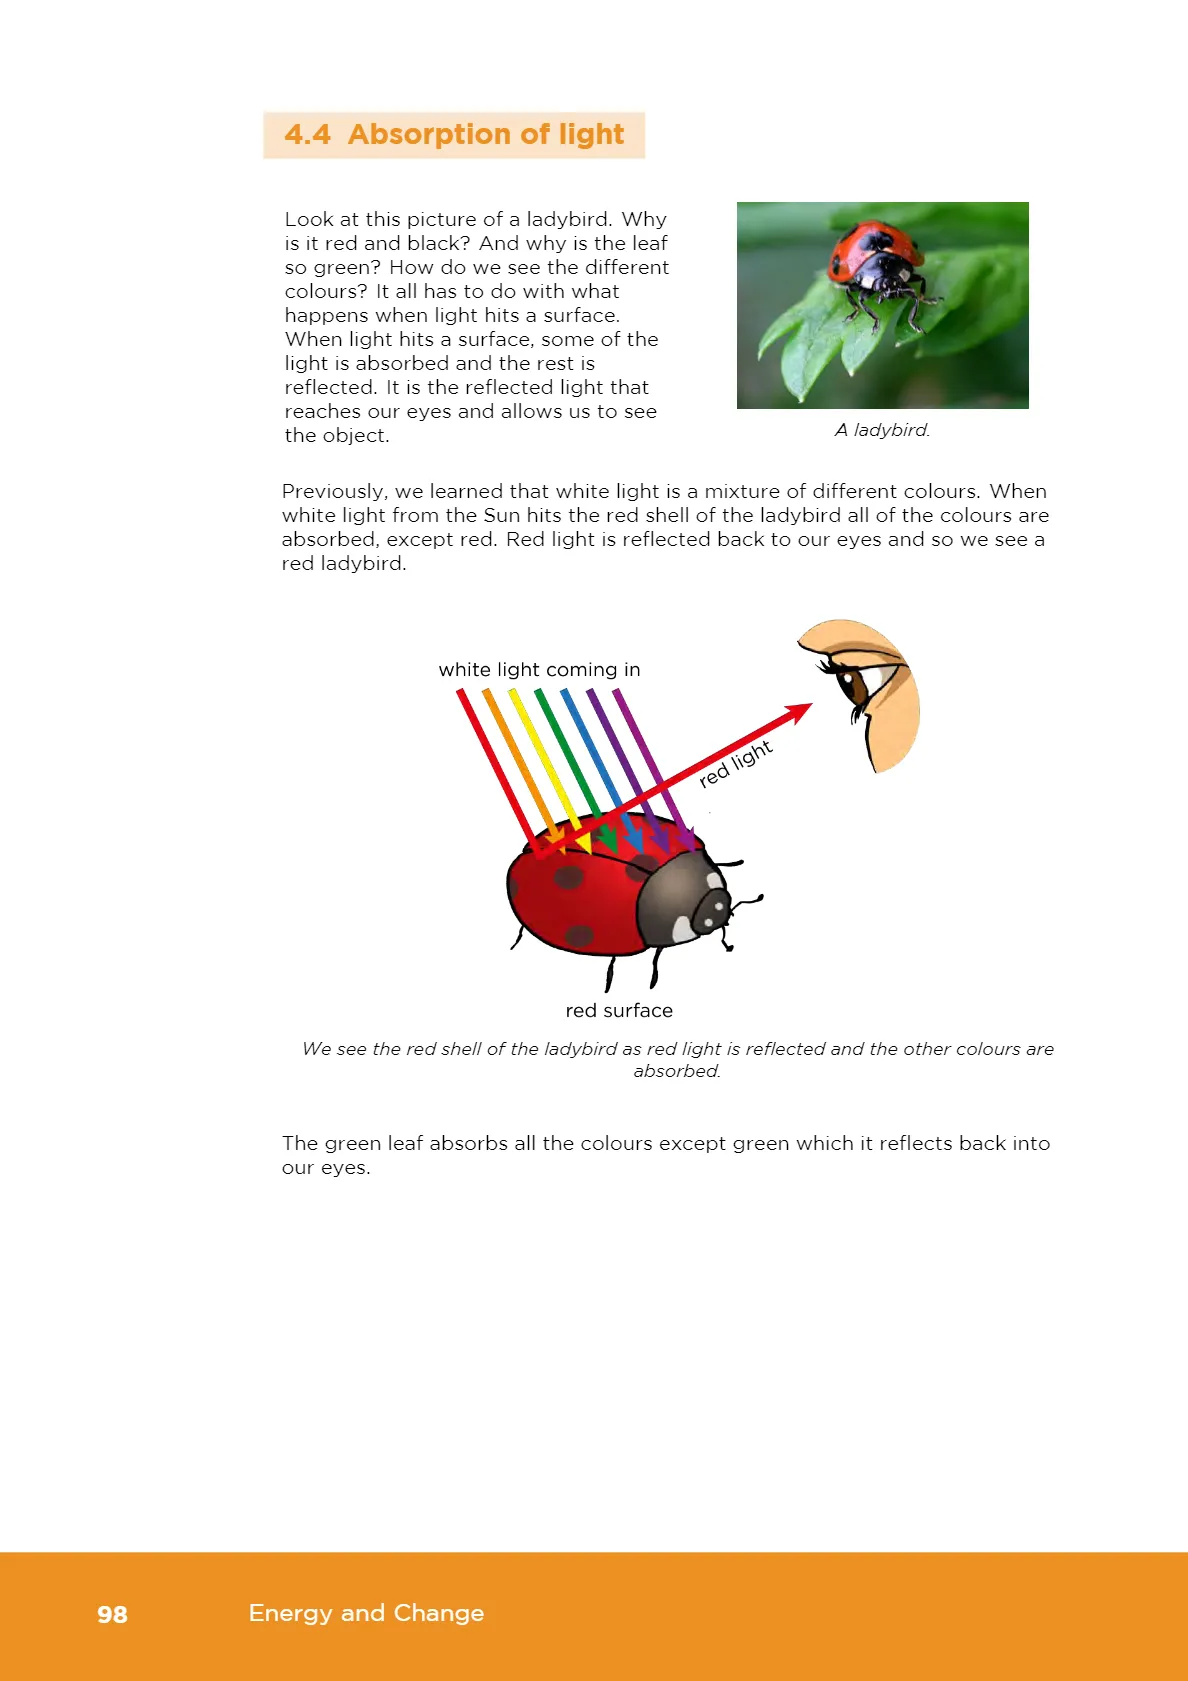 4.4 Absorption of light
Look at this picture of a ladybird. Why
is it red and black? And why is the leaf
so green? How do we see the different
colours? It all has to do with what
happens when light hits a surface.
When light hits a surface, some of the
light is absorbed and the rest is
reflected. It is the reflected light that
reaches our eyes and allows us to see
the object.
A ladybird.
Previously, we learned that white light is a mixture of different colours. When
white light from the Sun hits the red shell of the ladybird all of the colours are
absorbed, except red. Red light is reflected back to our eyes and so we see a
red ladybird.
white light coming in
red light
red surface
We see the red shell of the ladybird as red light is reflected and the other colours are
absorbed.
The green leaf absorbs all the colours except green which it reflects back into
our eyes.
98 Energy and Change